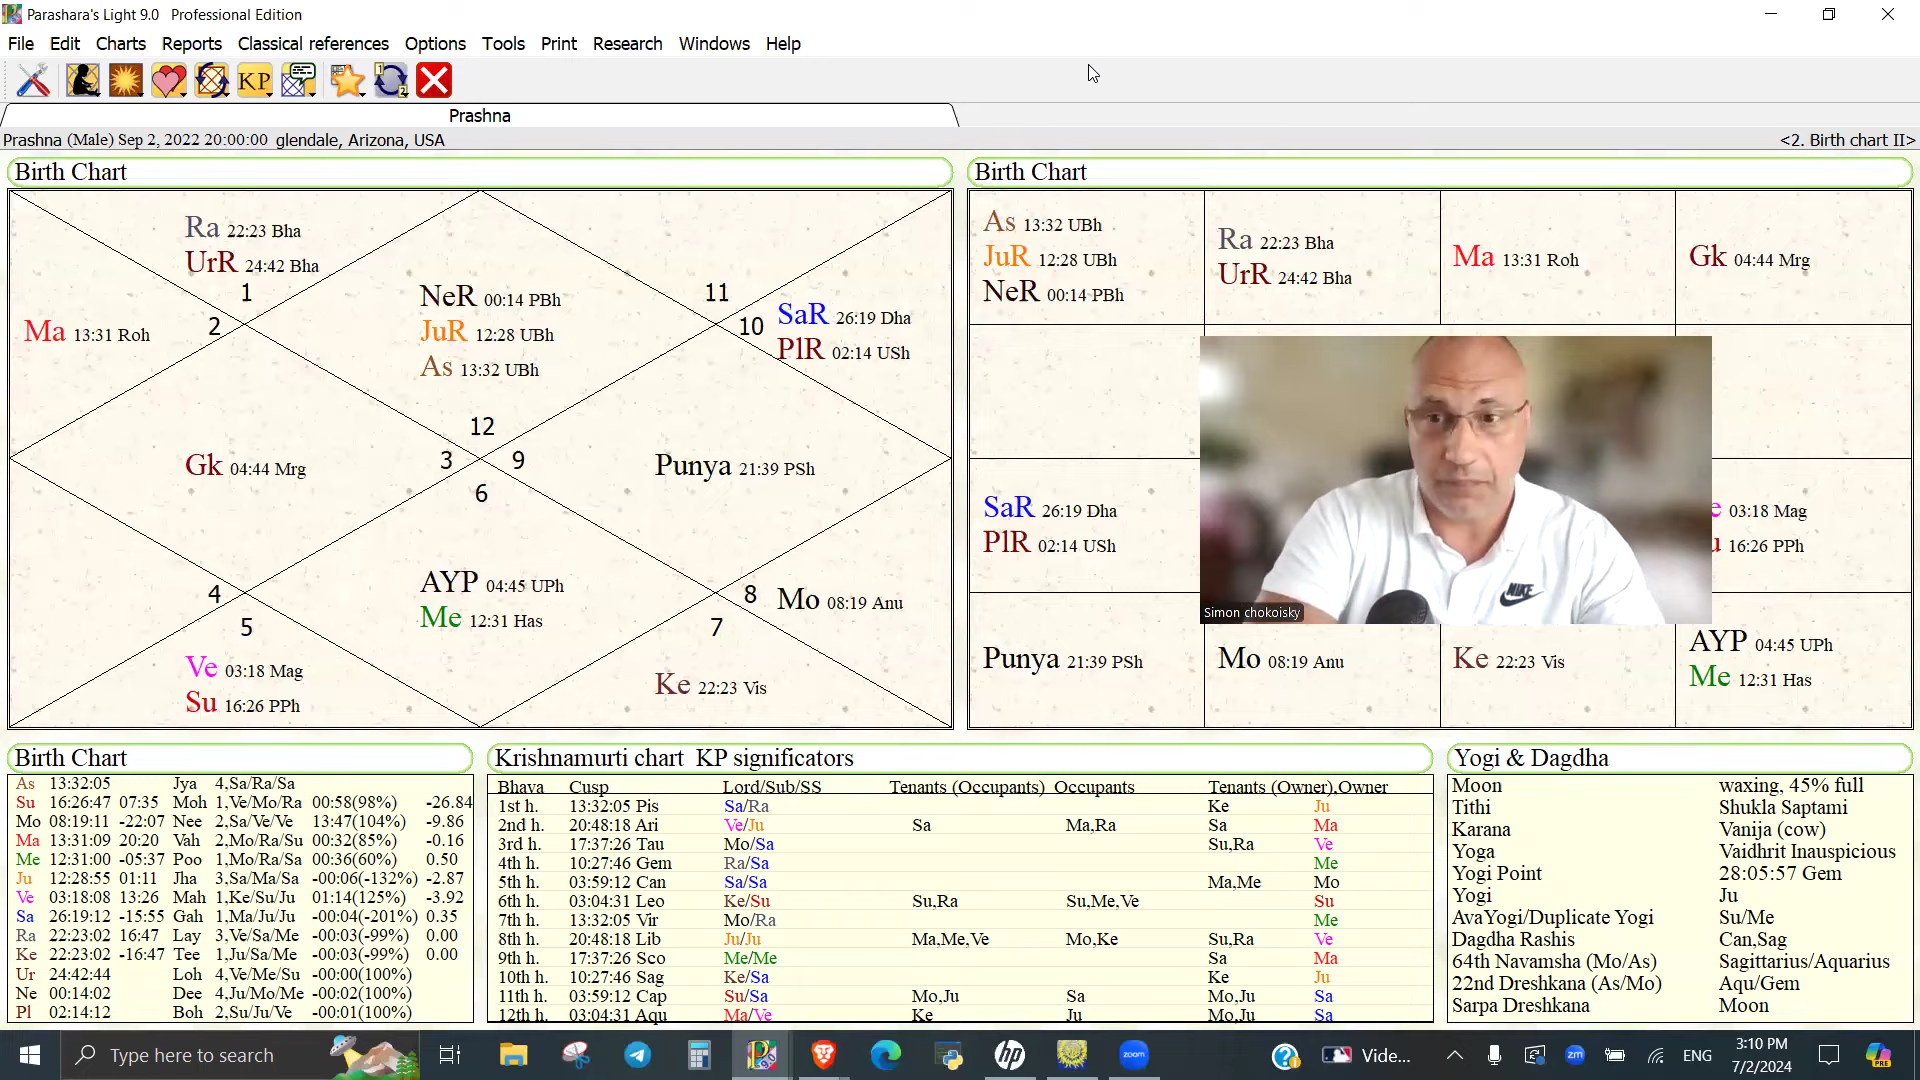 Parashara's Light 9.0   Professional Edition
File Edit Charts Reports Classical references Options Tools Print Research Windows Help
KP
Prashna
Prashna (Male) Sep 2, 2022 20:00:00 glendale, Arizona, USA <2. Birth chart II>
Birth Chart
Ra 22:23 Bha
UrR 24:42 Bha
1
11
2
Ma 13:31 Roh
NeR 00:14 PBh
JuR 12:28 UBh
As 13:32 UBh
10
SaR 26:19 Dha
PlR 02:14 USh
12
3 9
6
Gk 04:44 Mrg
Punya 21:39 PSh
AYP 04:45 UPh
Me 12:31 Has
4
5
8
7
Mo 08:19 Anu
Ve 03:18 Mag
Su 16:26 PPh
Ke 22:23 Vis
Birth Chart
As 13:32 UBh
JuR 12:28 UBh
NeR 00:14 PBh
Ra 22:23 Bha
UrR 24:42 Bha
Ma 13:31 Roh
Gk 04:44 Mrg
SaR 26:19 Dha
PlR 02:14 USh
03:18 Mag
16:26 PPh
NIKE
Simon chokoisky
Punya 21:39 PSh
Mo 08:19 Anu
Ke 22:23 Vis
AYP 04:45 UPh
Me 12:31 Has
Birth Chart
As 13:32:05 Jya 4,Sa/Ra/Sa
Su 16:26:47 07:35 Moh 1,Ve/Mo/Ra 00:58(98%) -26.84
Mo 08:19:11 -22:07 Nee 2,Sa/Ve/Ve 13:47(104%) -9.86
Ma 13:31:09 20:20 Vah 2,Mo/Ra/Su 00:32(85%) -0.16
Me 12:31:00 -05:37 Poo 1,Mo/Ra/Sa 00:36(60%) 0.50
Ju 12:28:55 01:11 Jha 3,Sa/Ma/Sa -00:06(-132%) -2.87
Ve 03:18:08 13:26 Mah 1,Ke/Su/Ju 01:14(125%) -3.92
Sa 26:19:12 -15:55 Gah 1,Ma/Ju/Ju -00:04(-201%) 0.35
Ra 22:23:02 16:47 Lay 3,Ve/Sa/Me -00:03(-99%) 0.00
Ke 22:23:02 -16:47 Tee 1,Ju/Sa/Me -00:03(-99%) 0.00
Ur 24:42:44 Loh 4,Ve/Me/Su -00:00(100%)
Ne 00:14:02 Dee 4,Ju/Mo/Me -00:02(100%)
Pl 02:14:12 Boh 2,Su/Ju/Ve -00:01(100%)
Krishnamurti chart  KP significators
Bhava Cusp Lord/Sub/SS Tenants (Occupants) Occupants Tenants (Owner),Owner
1st h. 13:32:05 Pis Sa/Ra Ke Ju
2nd h. 20:48:18 Ari Ve/Ju Sa Ma,Ra Sa Ma
3rd h. 17:37:26 Tau Mo/Sa Su,Ra Ve
4th h. 10:27:46 Gem Ra/Sa Me
5th h. 03:59:12 Can Sa/Sa Ma,Me Mo
6th h. 03:04:31 Leo Ke/Su Su,Ra Su,Me,Ve Su
7th h. 13:32:05 Vir Mo/Ra Me
8th h. 20:48:18 Lib Ju/Ju Ma,Me,Ve Mo,Ke Su,Ra Ve
9th h. 17:37:26 Sco Me/Me Sa Ma
10th h. 10:27:46 Sag Ke/Sa Ke Ju
11th h. 03:59:12 Cap Su/Sa Mo,Ju Sa Mo,Ju Sa
12th h. 03:04:31 Aqu Ma/Ve Ke Ju Mo,Ju Sa
Yogi & Dagdha
Moon waxing, 45% full
Tithi Shukla Saptami
Karana Vanija (cow)
Yoga Vaidhrit Inauspicious
Yogi Point 28:05:57 Gem
Yogi Ju
AvaYogi/Duplicate Yogi Su/Me
Dagdha Rashis Can,Sag
64th Navamsha (Mo/As) Sagittarius/Aquarius
22nd Dreshkana (As/Mo) Aqu/Gem
Sarpa Dreshkana Moon
Type here to search
hp
zoom
Vide...
zm
ENG
3:10 PM
7/2/2024
PRE